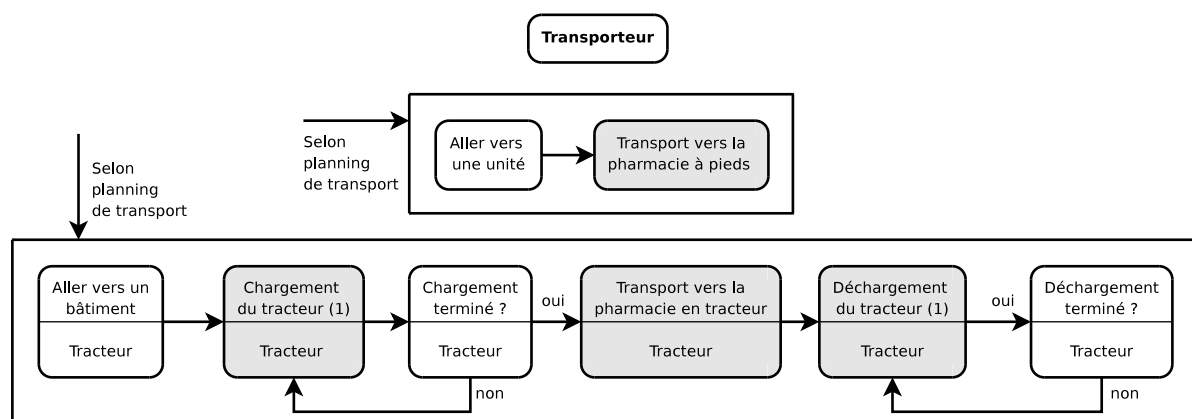 Transporteur
Selon
planning
de transport
Aller vers
une unité
Transport vers la
pharmacie à pieds
Selon
planning
de transport
Aller vers un
bâtiment
Tracteur
Chargement
du tracteur (1)
Tracteur
Chargement
terminé ?
Tracteur
oui
non
Transport vers la
pharmacie en tracteur
Tracteur
Déchargement
du tracteur (1)
Tracteur
oui
Déchargement
terminé ?
Tracteur
non